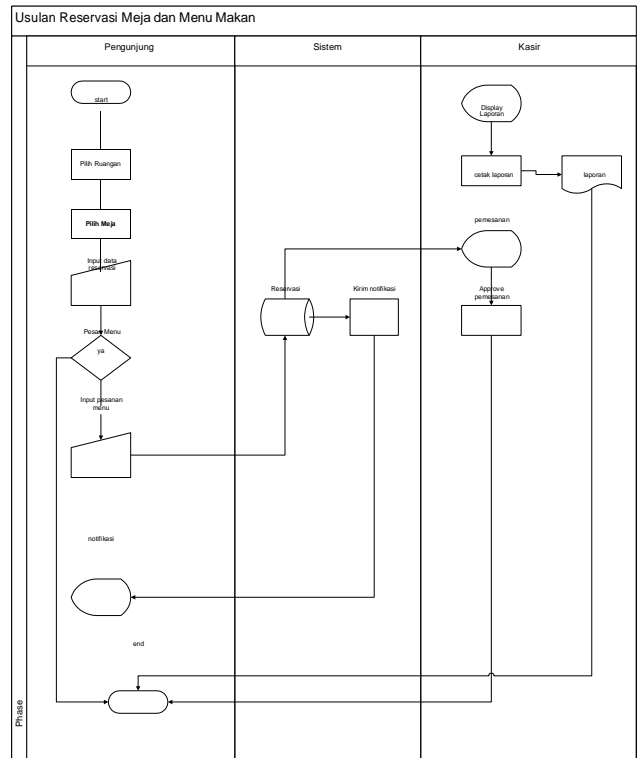 Usulan Reservasi Meja dan Menu Makan
Pengunjung
Sistem
Kasir
start
Pilih Ruangan
Pilih Meja
Input data
reservasi
Pesan Menu
ya
Input pesanan
menu
notifikasi
end
Reservasi
Kirim notifikasi
Display
Laporan
cetak laporan
laporan
pemesanan
Approve
pemesanan
Phase